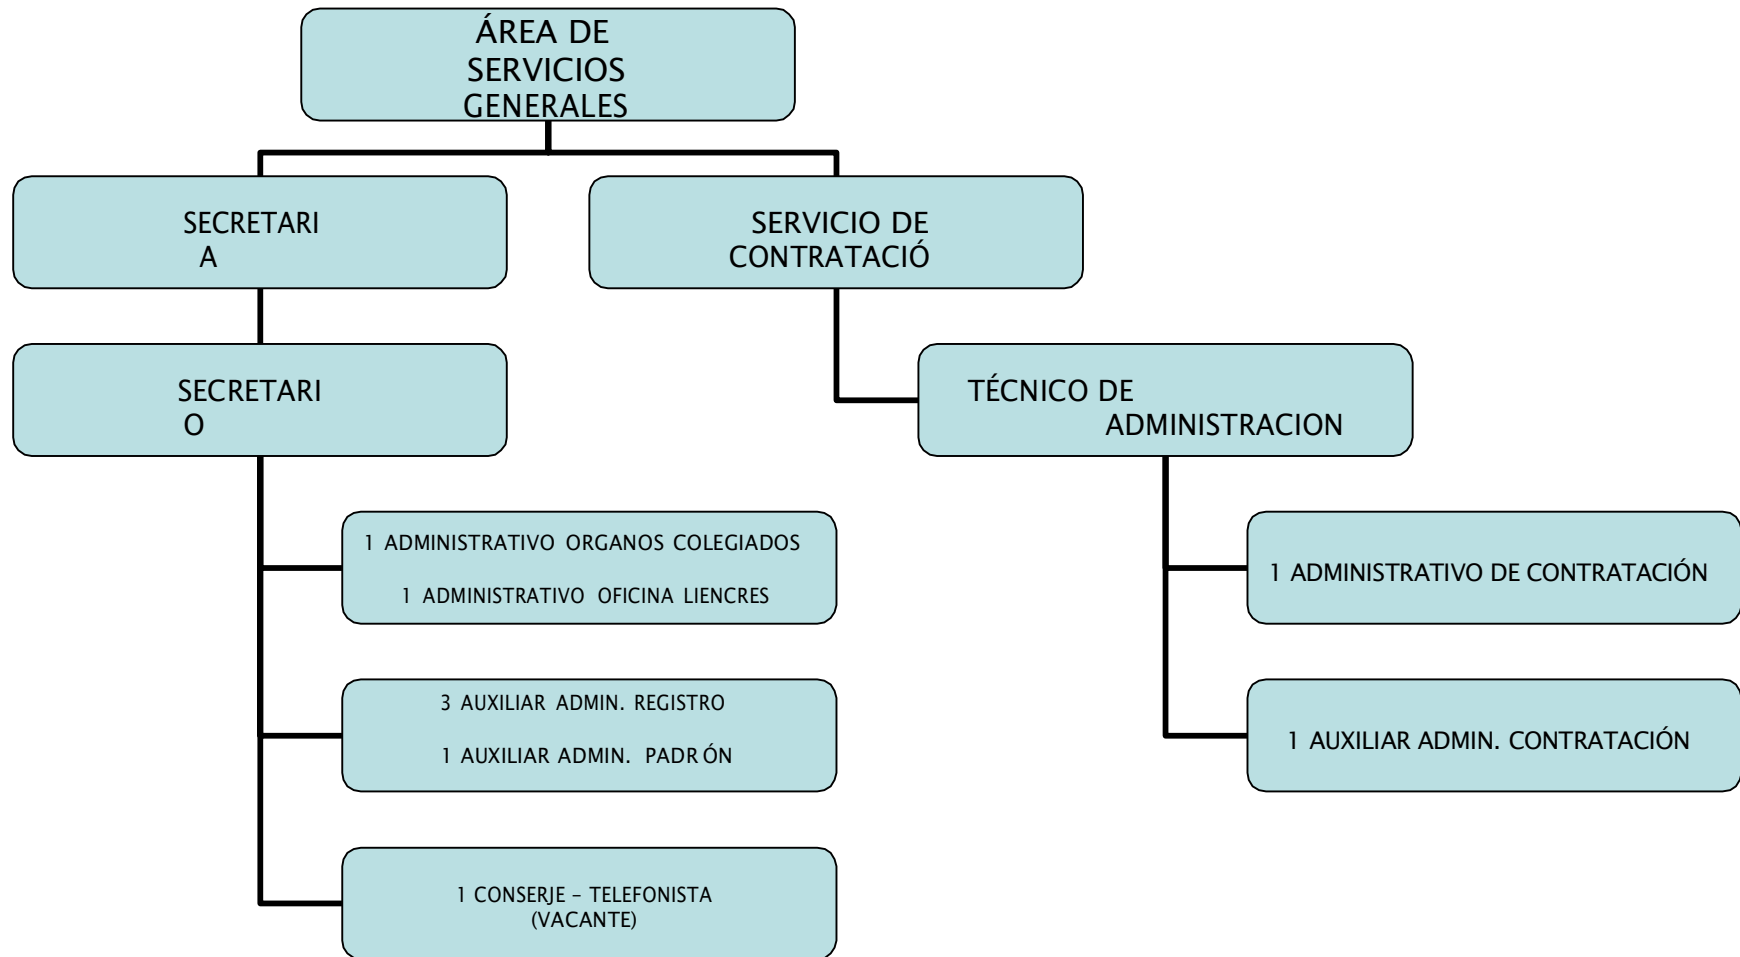 ÁREA DE
SERVICIOS
GENERALES
SECRETARI
A
SERVICIO DE
CONTRATACIÓ
SECRETARI
O
TÉCNICO DE
ADMINISTRACION
1 ADMINISTRATIVO ORGANOS COLEGIADOS
1 ADMINISTRATIVO OFICINA LIENCRES
1 ADMINISTRATIVO DE CONTRATACIÓN
3 AUXILIAR ADMIN. REGISTRO
1 AUXILIAR ADMIN. PADRÓN
1 AUXILIAR ADMIN. CONTRATACIÓN
1 CONSERJE – TELEFONISTA
(VACANTE)